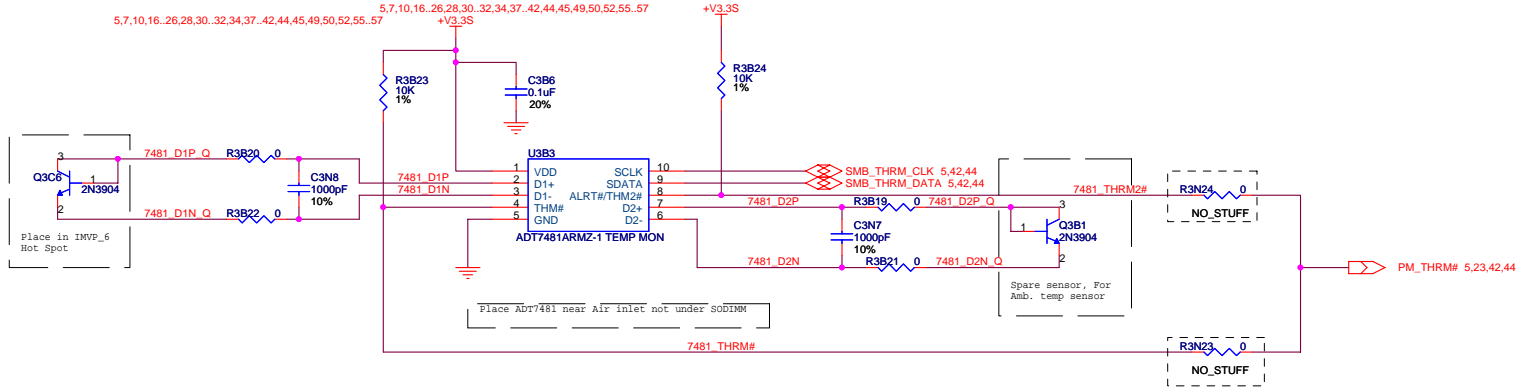 5,7,10,16..26,28,30..32,34,37..42,44,45,49,50,52,55..57
5,7,10,16..26,28,30..32,34,37..42,44,45,49,50,52,55..57
+V3.3S
+V3.3S
R3B23
10K
1%
C3B6
0.1uF
20%
R3B24
10K
1%
3
Q3C6
1
2N3904
2
Place in IMVP_6
Hot Spot
7481_D1P_Q
R3B20 0
C3N8
1000pF
10%
7481_D1N_Q
R3B22 0
7481_D1P
7481_D1N
U3B3
1 VDD
2 D1+
3 D1-
4 THM#
5 GND
SCLK 10
SDATA 9
ALRT#/THM2# 8
D2+ 7
D2- 6
ADT7481ARMZ-1 TEMP MON
SMB_THRM_CLK 5,42,44
SMB_THRM_DATA 5,42,44
7481_D2P
R3B19 0
7481_D2P_Q
C3N7
1000pF
10%
7481_D2N
R3B21 0
7481_D2N_Q
3
1
Q3B1
2N3904
2
Spare sensor, For
Amb. temp sensor
7481_THRM2#
R3N24 0
NO_STUFF
PM_THRM# 5,23,42,44
Place ADT7481 near Air inlet not under SODIMM
7481_THRM#
R3N23 0
NO_STUFF